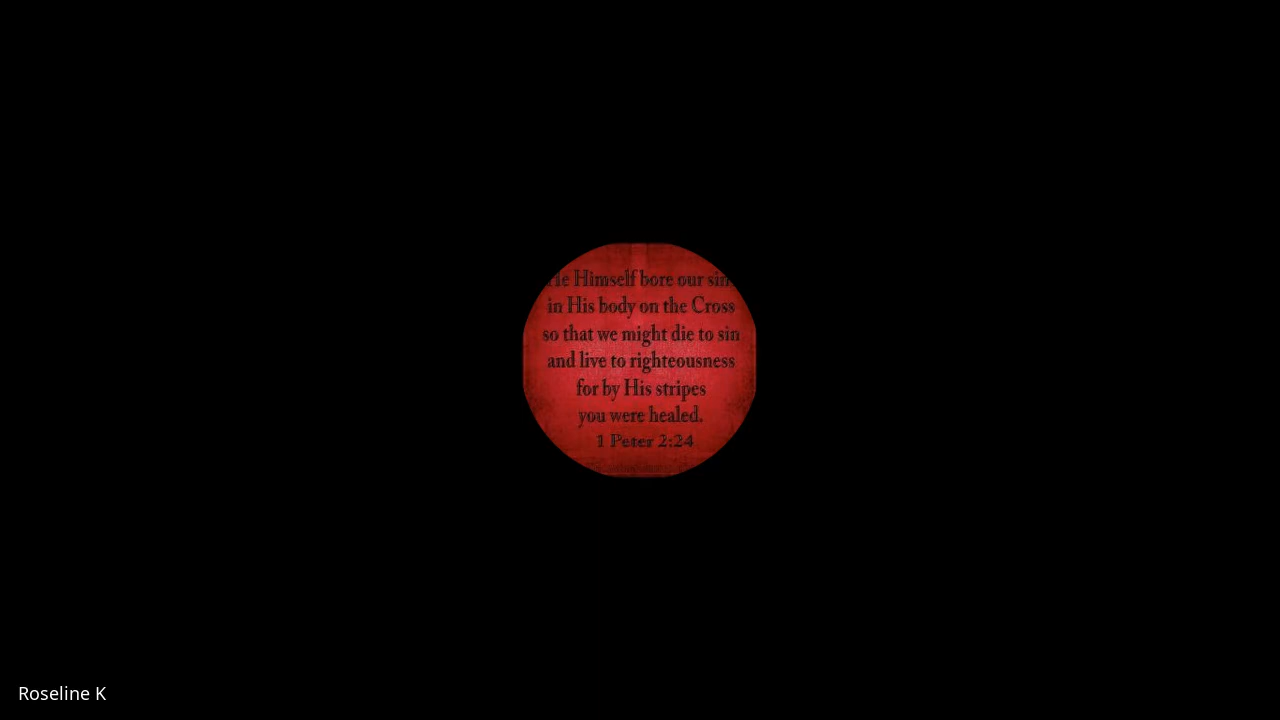 He Himself bore our sin
in His body on the Cross
so that we might die to sin
and live to righteousness
for by His stripes
you were healed.
1 Peter 2:24
Roseline K